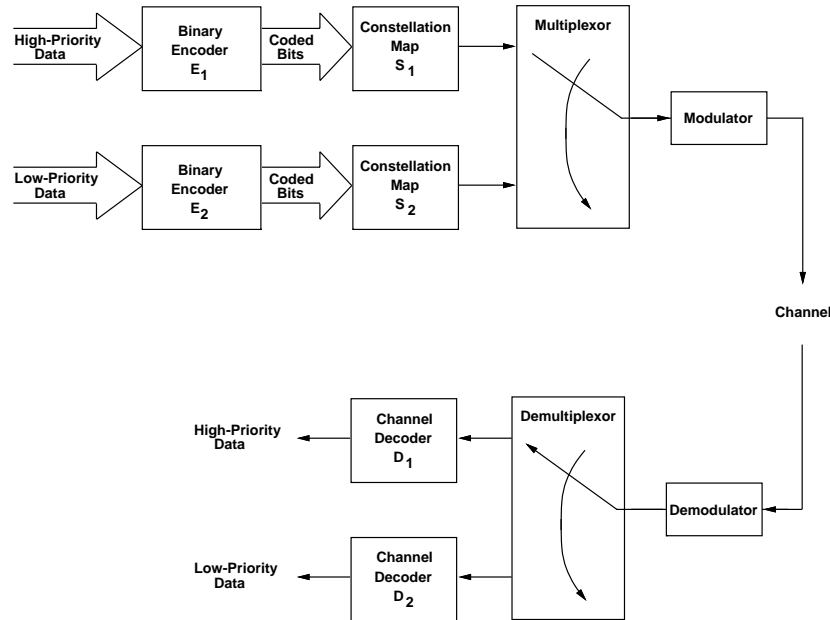 High-Priority
Data
Binary
Encoder
E1
Coded
Bits
Constellation
Map
S1
Multiplexor
Modulator
Low-Priority
Data
Binary
Encoder
E2
Coded
Bits
Constellation
Map
S2
Channel
High-Priority
Data
Channel
Decoder
D1
Demultiplexor
Demodulator
Low-Priority
Data
Channel
Decoder
D2